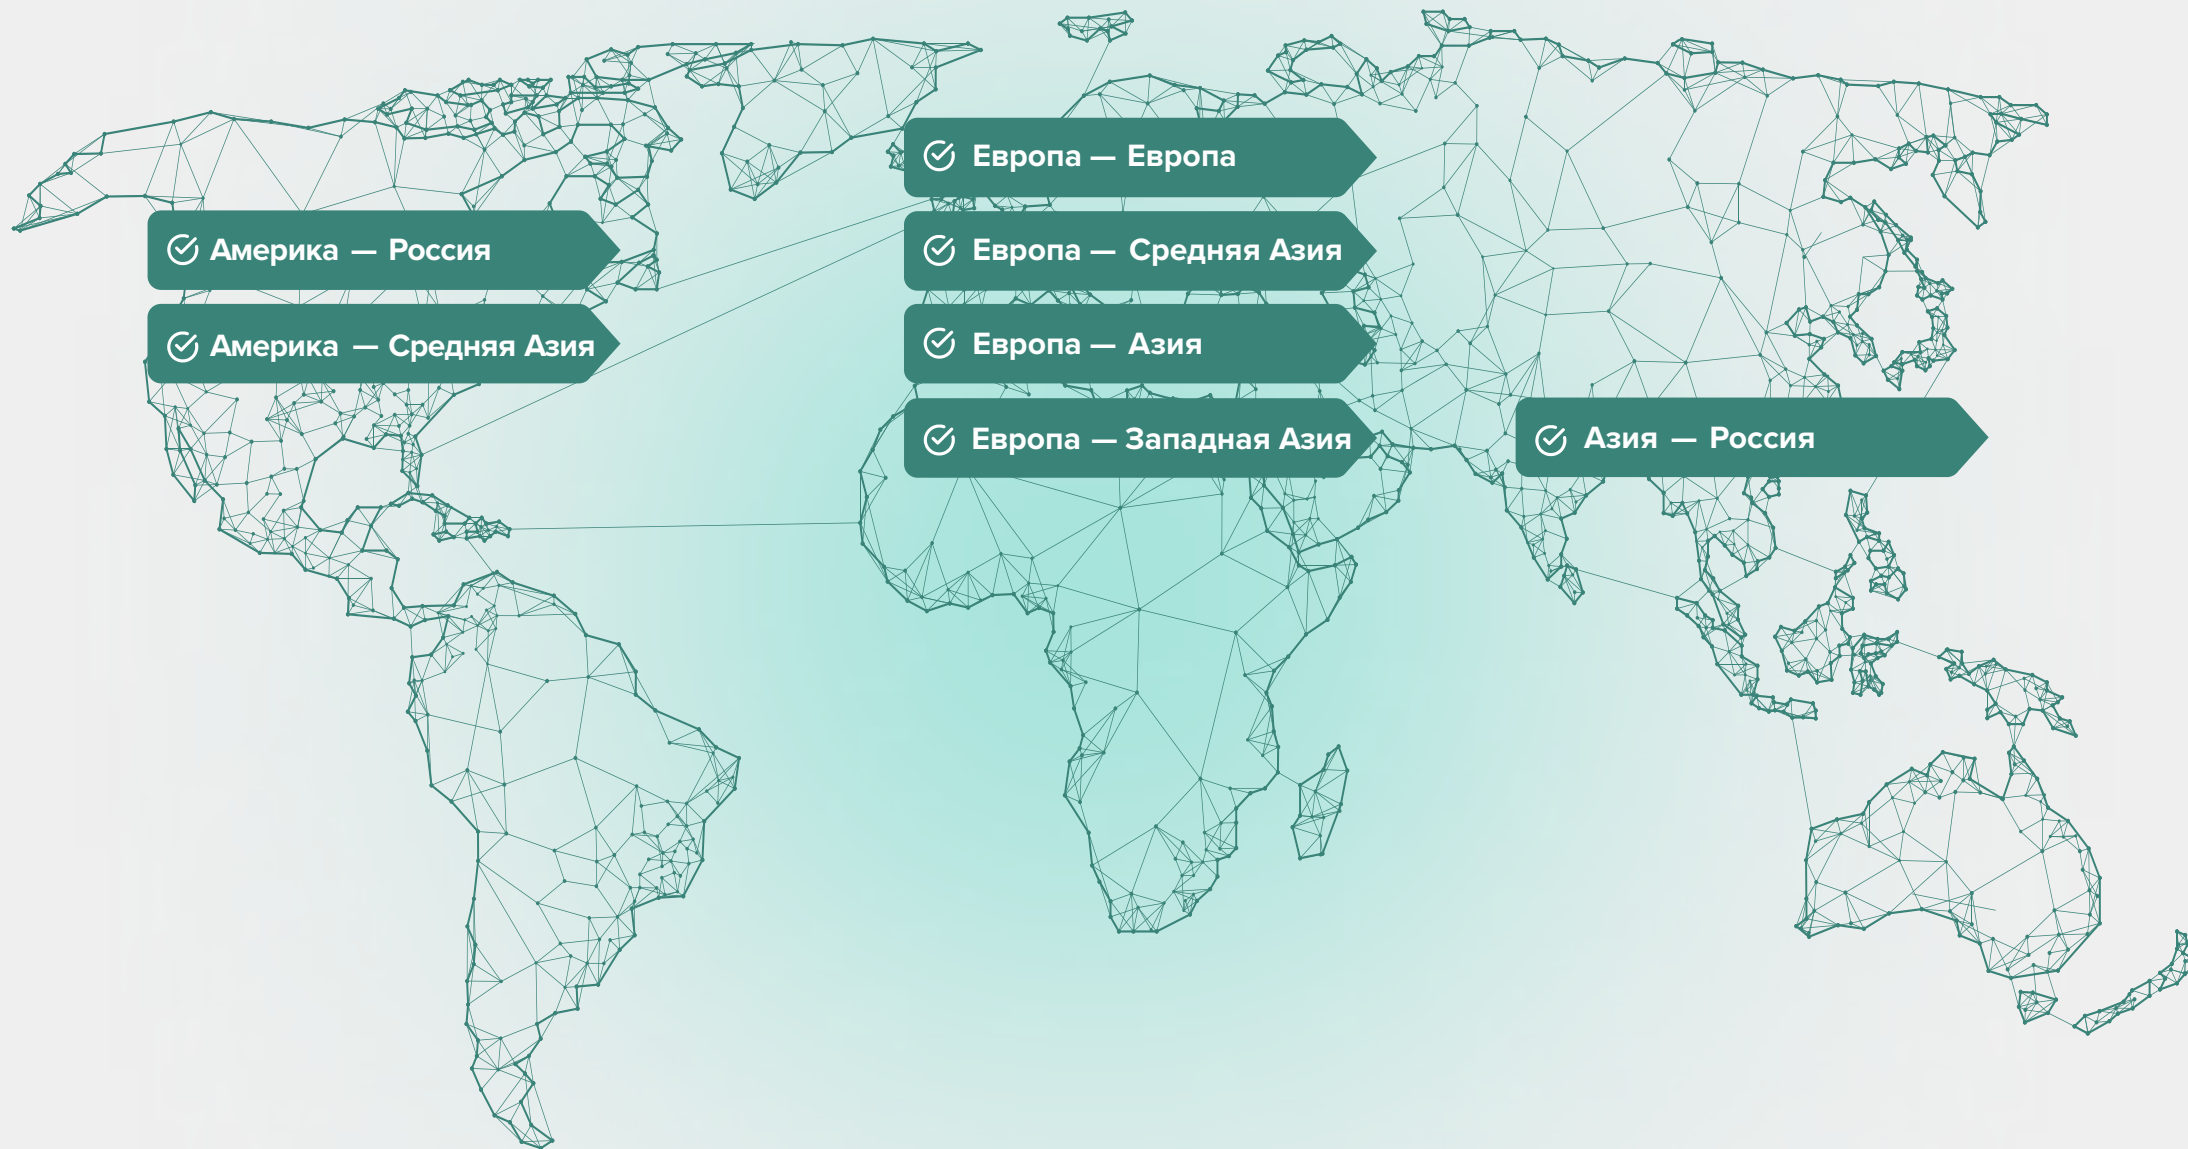 Европа — Европа
Америка — Россия
Европа — Средняя Азия
Америка — Средняя Азия
Европа — Азия
Европа — Западная Азия
Азия — Россия